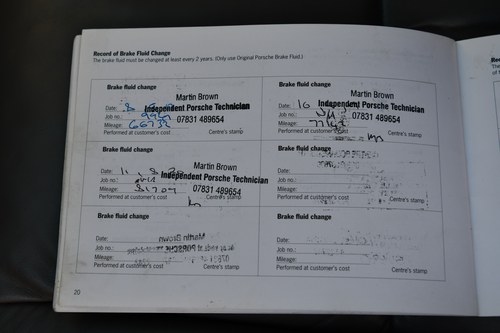 Record of Brake Fluid Change
The brake fluid must be changed at least every 2 years. (Only use Original Porsche Brake Fluid.)
Brake fluid change
Martin Brown
Date: 8
Independent Porsche Technician
Job no.: 07831 489654
Mileage:
Performed at customer's cost Centre's stamp
Brake fluid change
Martin Brown
Date: 16
Independent Porsche Technician
Job no.: 07831 489654
Mileage:
Performed at customer's cost Centre's stamp
Brake fluid change
Martin Brown
Date: 11
Independent Porsche Technician
Job no.: 07831 489654
Mileage:
Performed at customer's cost Centre's stamp
Brake fluid change
Date:
Job no.:
Mileage:
Performed at customer's cost Centre's stamp
Brake fluid change
Date:
Job no.:
Mileage:
Performed at customer's cost Centre's stamp
Brake fluid change
Date:
Job no.:
Mileage:
Performed at customer's cost Centre's stamp
20